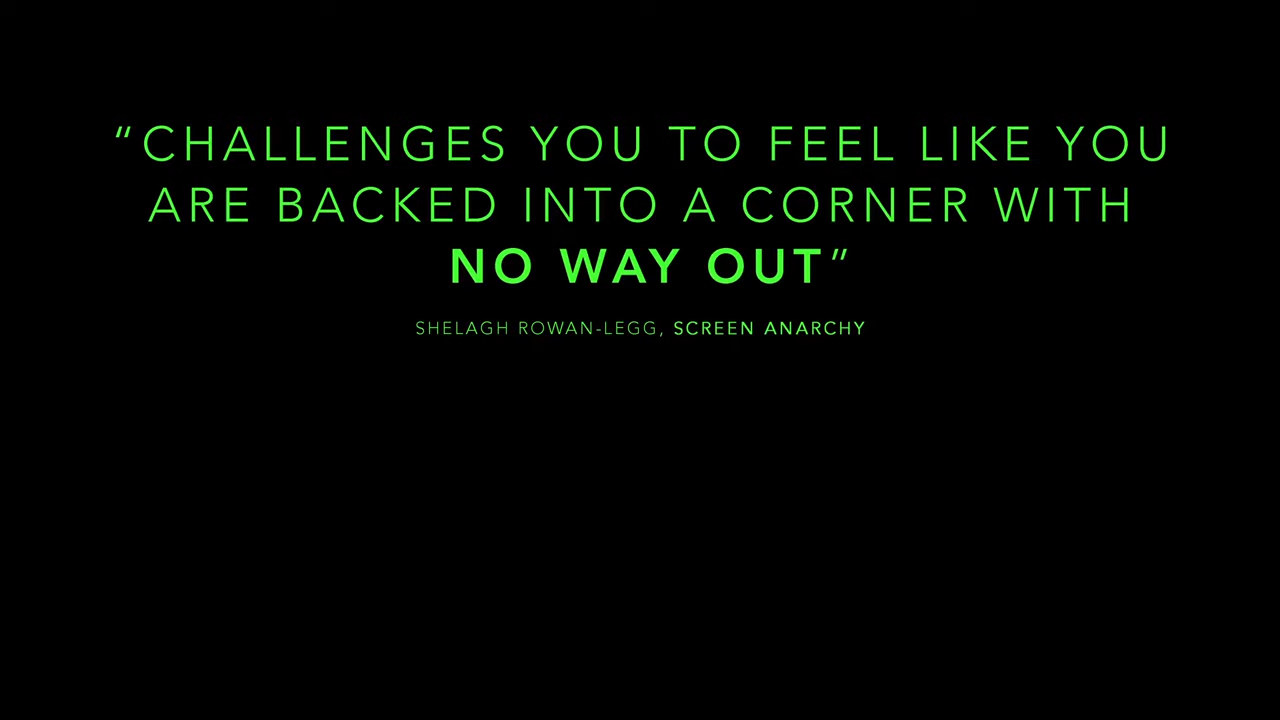 “CHALLENGES YOU TO FEEL LIKE YOU
ARE BACKED INTO A CORNER WITH
NO WAY OUT”
SHELAGH ROWAN-LEGG, SCREEN ANARCHY